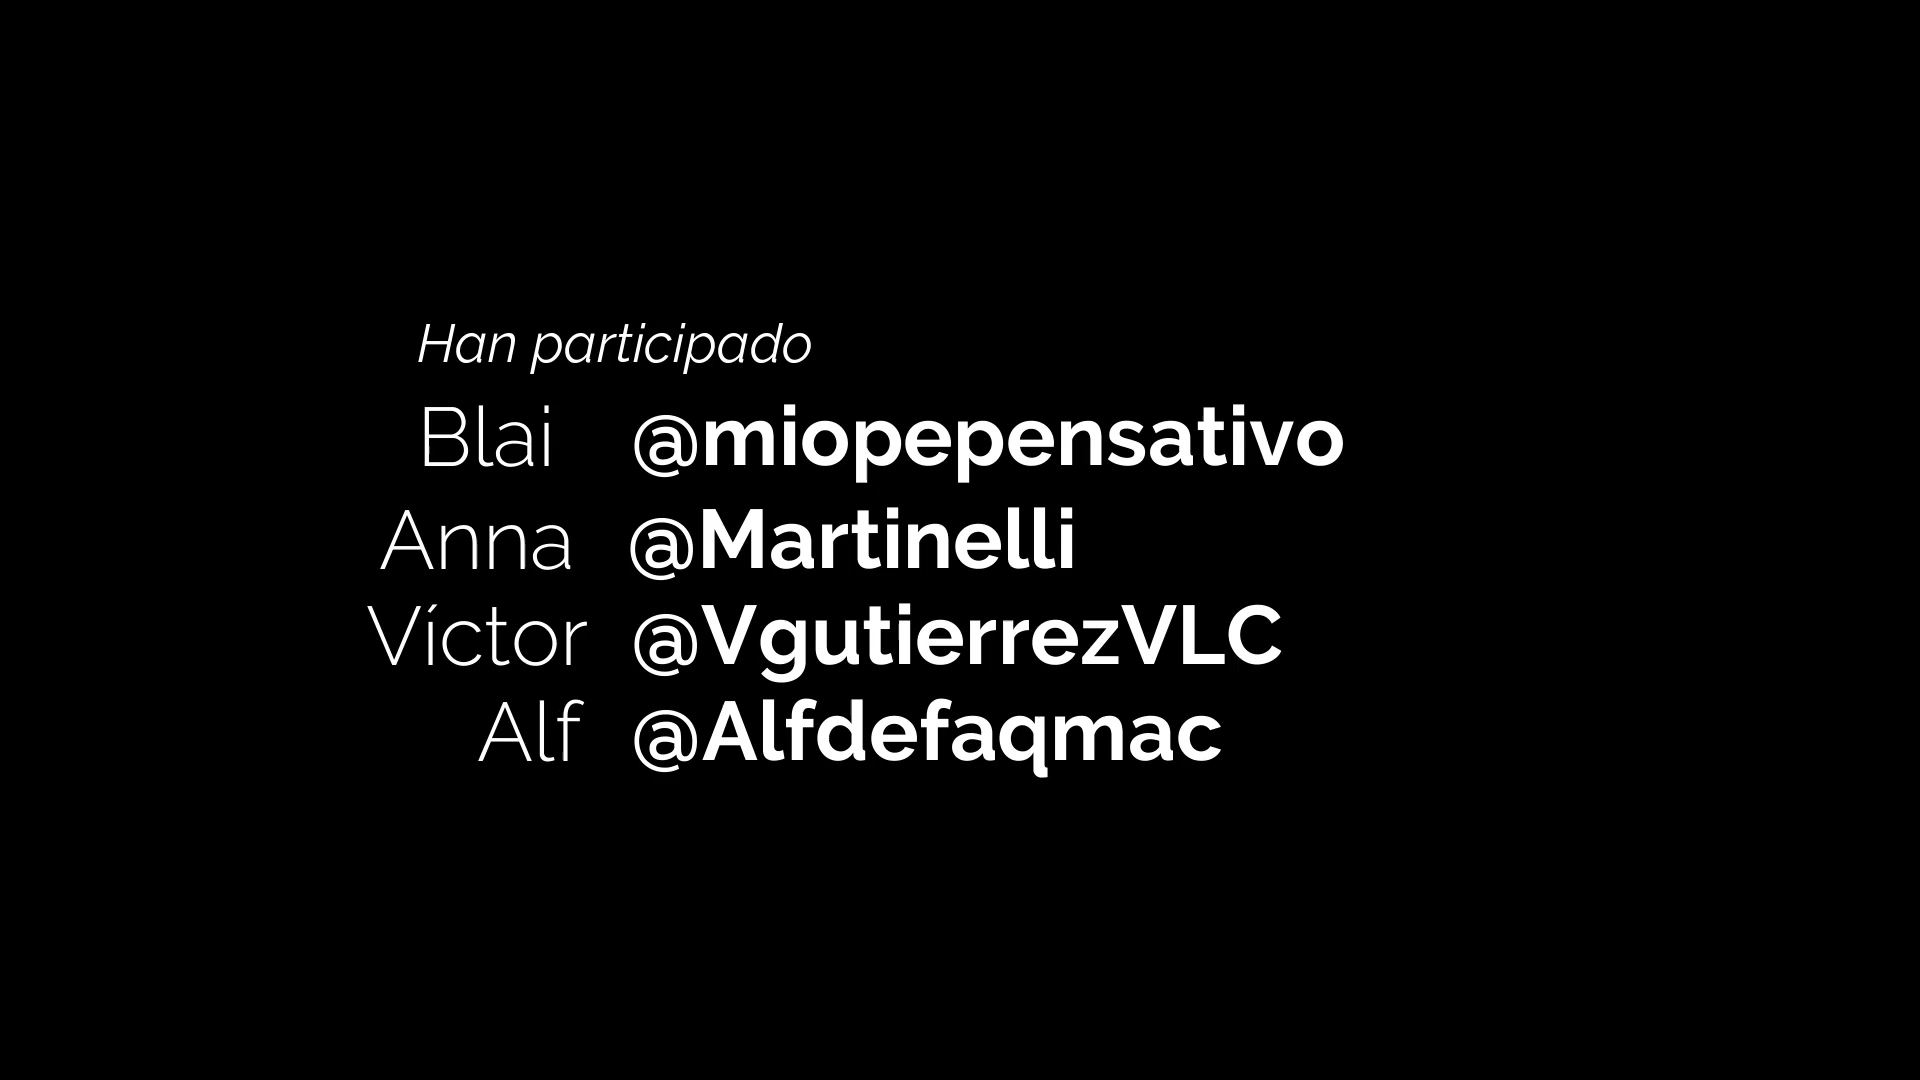 Han participado
Blai @miopepensativo
Anna @Martinelli
Víctor @VgutierrezVLC
Alf @Alfdefaqmac